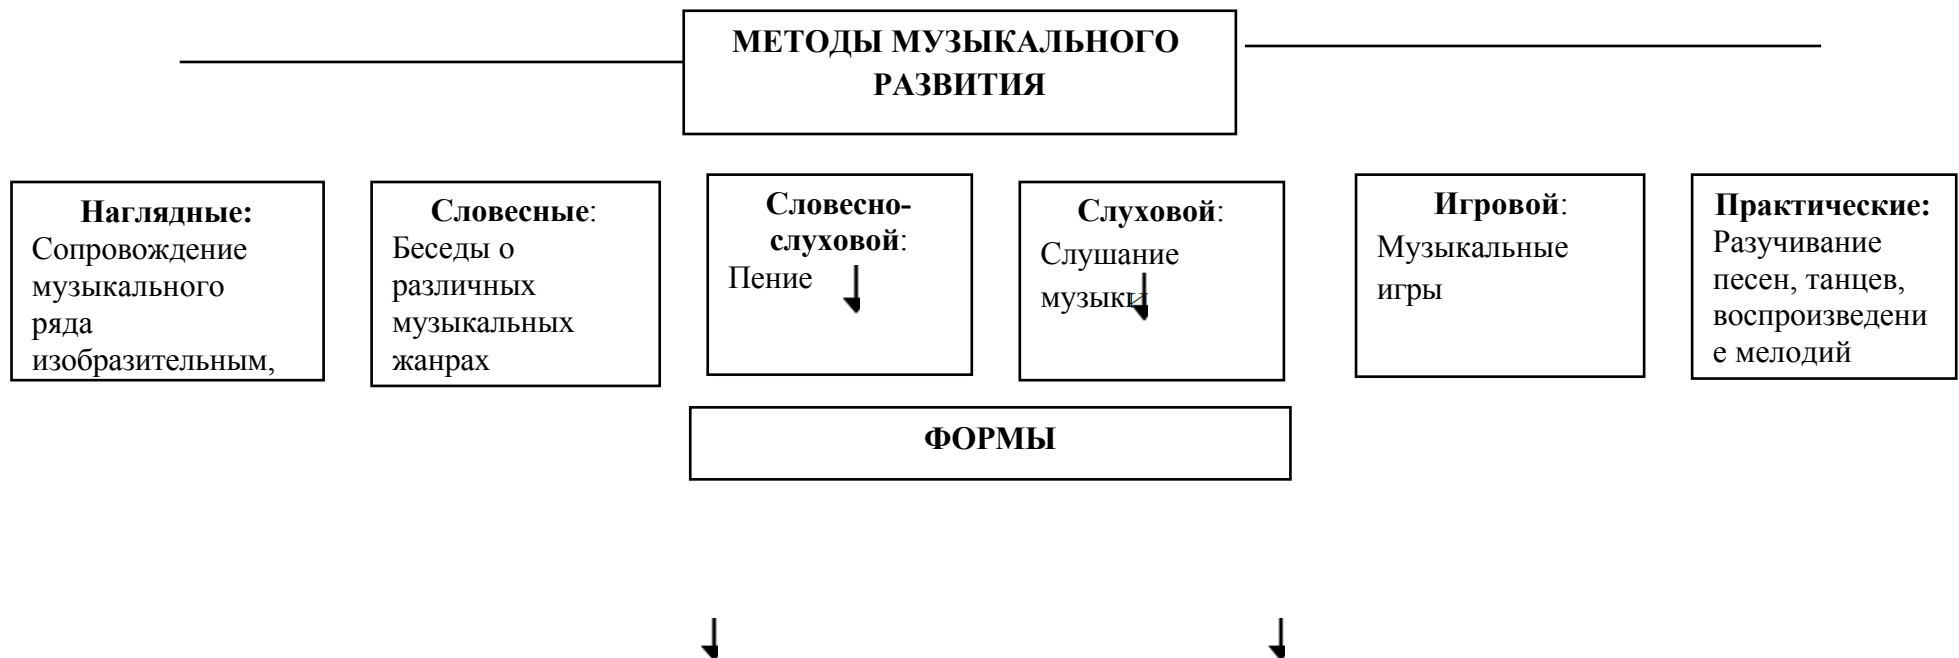 МЕТОДЫ МУЗЫКАЛЬНОГО
РАЗВИТИЯ
Наглядные:
Сопровождение
музыкального
ряда
изобразительным,
Словесные:
Беседы о
различных
музыкальных
жанрах
Словесно-
слуховой:
Пение
Слуховой:
Слушание
музыки
Игровой:
Музыкальные
игры
Практические:
Разучивание
песен, танцев,
воспроизведени
е мелодий
ФОРМЫ